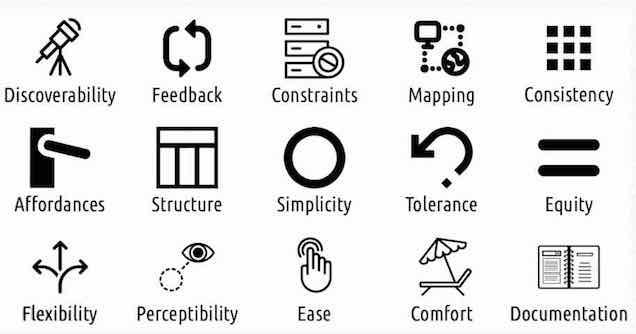 Discoverability Feedback Constraints Mapping Consistency
Affordances Structure Simplicity Tolerance Equity
Flexibility Perceptibility Ease Comfort Documentation